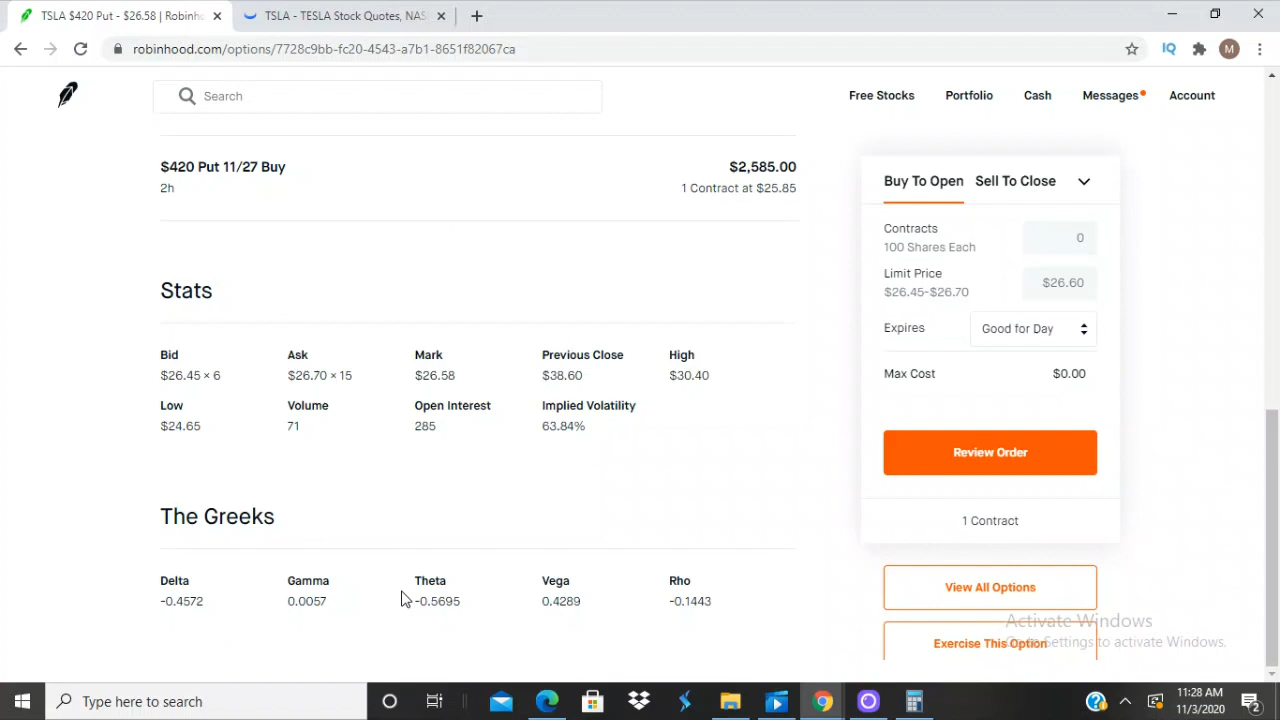 TSLA $420 Put - $26.58 | Robinh
TSLA - TESLA Stock Quotes, NAS
robinhood.com/options/7728c9bb-fc20-4543-a7b1-8651f82067ca
IQ
M
Search
Free Stocks
Portfolio
Cash
Messages
Account
$420 Put 11/27 Buy
$2,585.00
2h
1 Contract at $25.85
Stats
Bid
Ask
Mark
Previous Close
High
$26.45 × 6
$26.70 × 15
$26.58
$38.60
$30.40
Low
Volume
Open Interest
Implied Volatility
$24.65
71
285
63.84%
The Greeks
Delta
Gamma
Theta
Vega
Rho
-0.4572
0.0057
-0.5695
0.4289
-0.1443
Buy To Open
Sell To Close
Contracts
100 Shares Each
0
Limit Price
$26.45-$26.70
$26.60
Expires
Good for Day
Max Cost
$0.00
Review Order
1 Contract
View All Options
Exercise This Option
Activate Windows
Go to Settings to activate Windows.
Type here to search
11:28 AM
11/3/2020
2